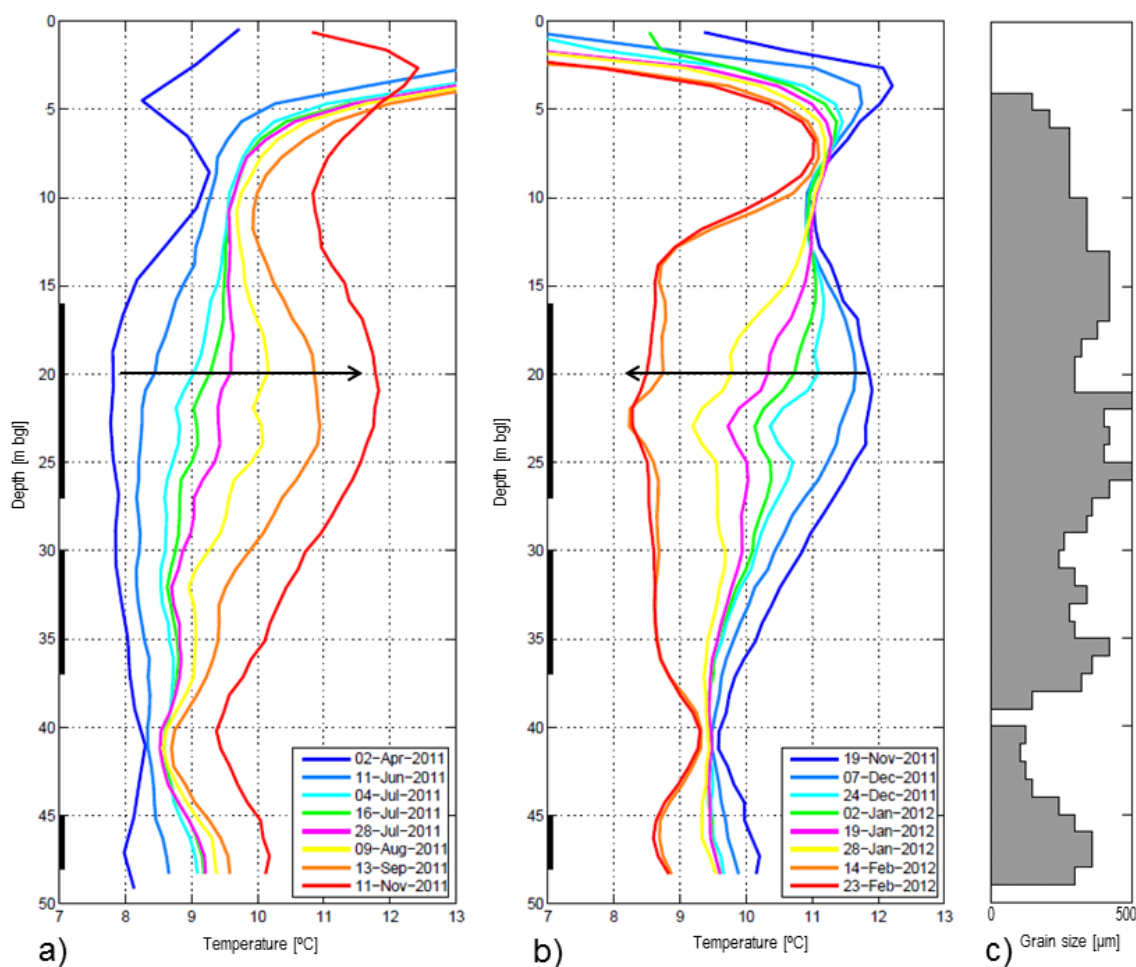 0
5
10
15
20
25
30
35
40
45
50
Depth [m bgl]
7 8 9 10 11 12 13
Temperature [ºC]
a)
02-Apr-2011
11-Jun-2011
04-Jul-2011
16-Jul-2011
28-Jul-2011
09-Aug-2011
13-Sep-2011
11-Nov-2011
0
5
10
15
20
25
30
35
40
45
50
Depth [m bgl]
7 8 9 10 11 12 13
Temperature [ºC]
b)
19-Nov-2011
07-Dec-2011
24-Dec-2011
02-Jan-2012
19-Jan-2012
28-Jan-2012
14-Feb-2012
23-Feb-2012
0 500
c) Grain size [µm]